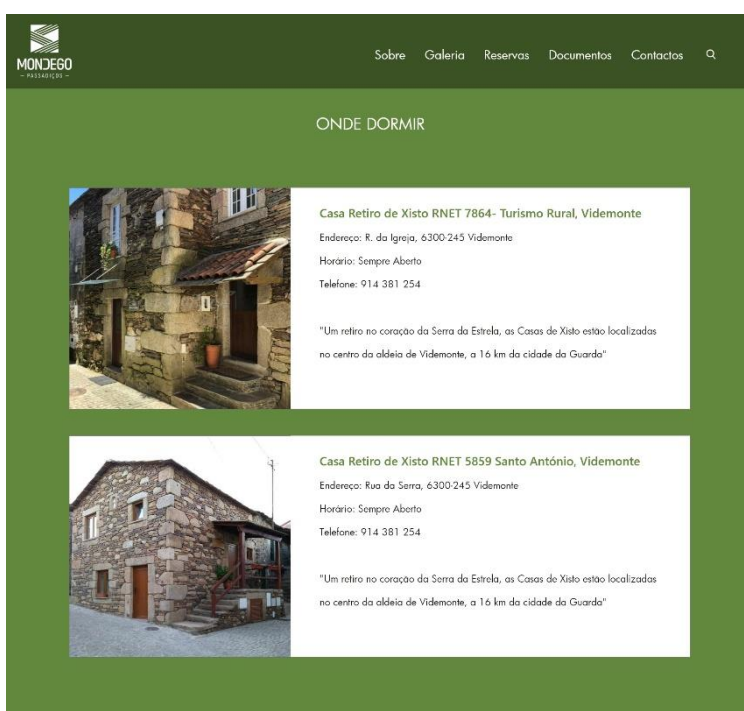 MONDEGO
– PASSADIÇOS –
Sobre Galeria Reservas Documentos Contactos
ONDE DORMIR
Casa Retiro de Xisto RNET 7864- Turismo Rural, Videmonte
Endereço: R. da Igreja, 6300-245 Videmonte
Horário: Sempre Aberto
Telefone: 914 381 254
"Um retiro no coração da Serra da Estrela, as Casas de Xisto estão localizadas
no centro da aldeia de Videmonte, a 16 km da cidade da Guarda"
Casa Retiro de Xisto RNET 5859 Santo António, Videmonte
Endereço: Rua da Serra, 6300-245 Videmonte
Horário: Sempre Aberto
Telefone: 914 381 254
"Um retiro no coração da Serra da Estrela, as Casas de Xisto estão localizadas
no centro da aldeia de Videmonte, a 16 km da cidade da Guarda"